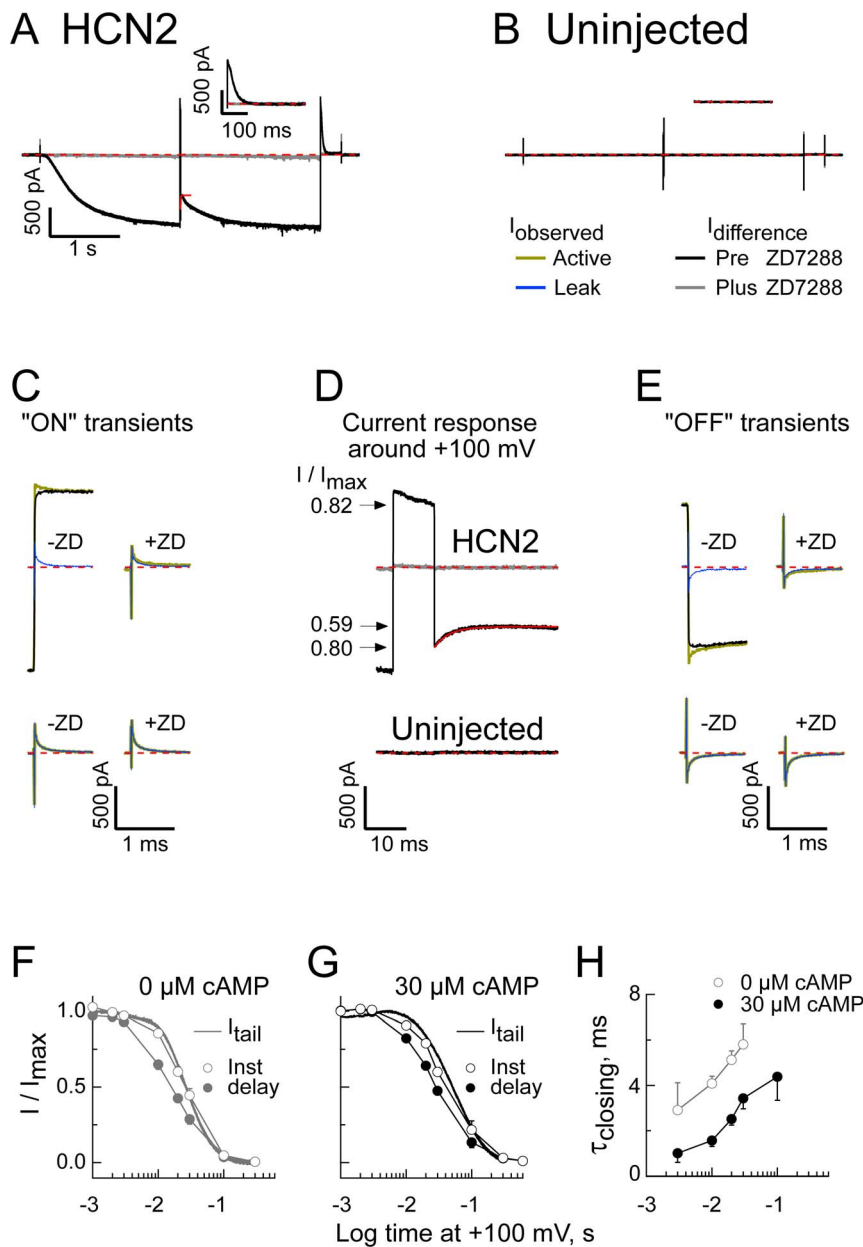 A HCN2
500 pA
1 s
500 pA
100 ms
B Uninjected
I observed
Active
Leak
I difference
Pre ZD7288
Plus ZD7288
C
"ON" transients
-ZD
+ZD
-ZD
+ZD
500 pA
1 ms
D
Current response
around +100 mV
I / Imax
0.82
HCN2
0.59
0.80
Uninjected
500 pA
10 ms
E
"OFF" transients
-ZD
+ZD
-ZD
+ZD
500 pA
1 ms
F
0 µM cAMP
Itail
Inst
delay
I / Imax
1.0
0.5
0.0
-3 -2 -1
G
30 µM cAMP
Itail
Inst
delay
-3 -2 -1
Log time at +100 mV, s
H
0 µM cAMP
30 µM cAMP
τclosing, ms
8
4
0
-3 -2 -1